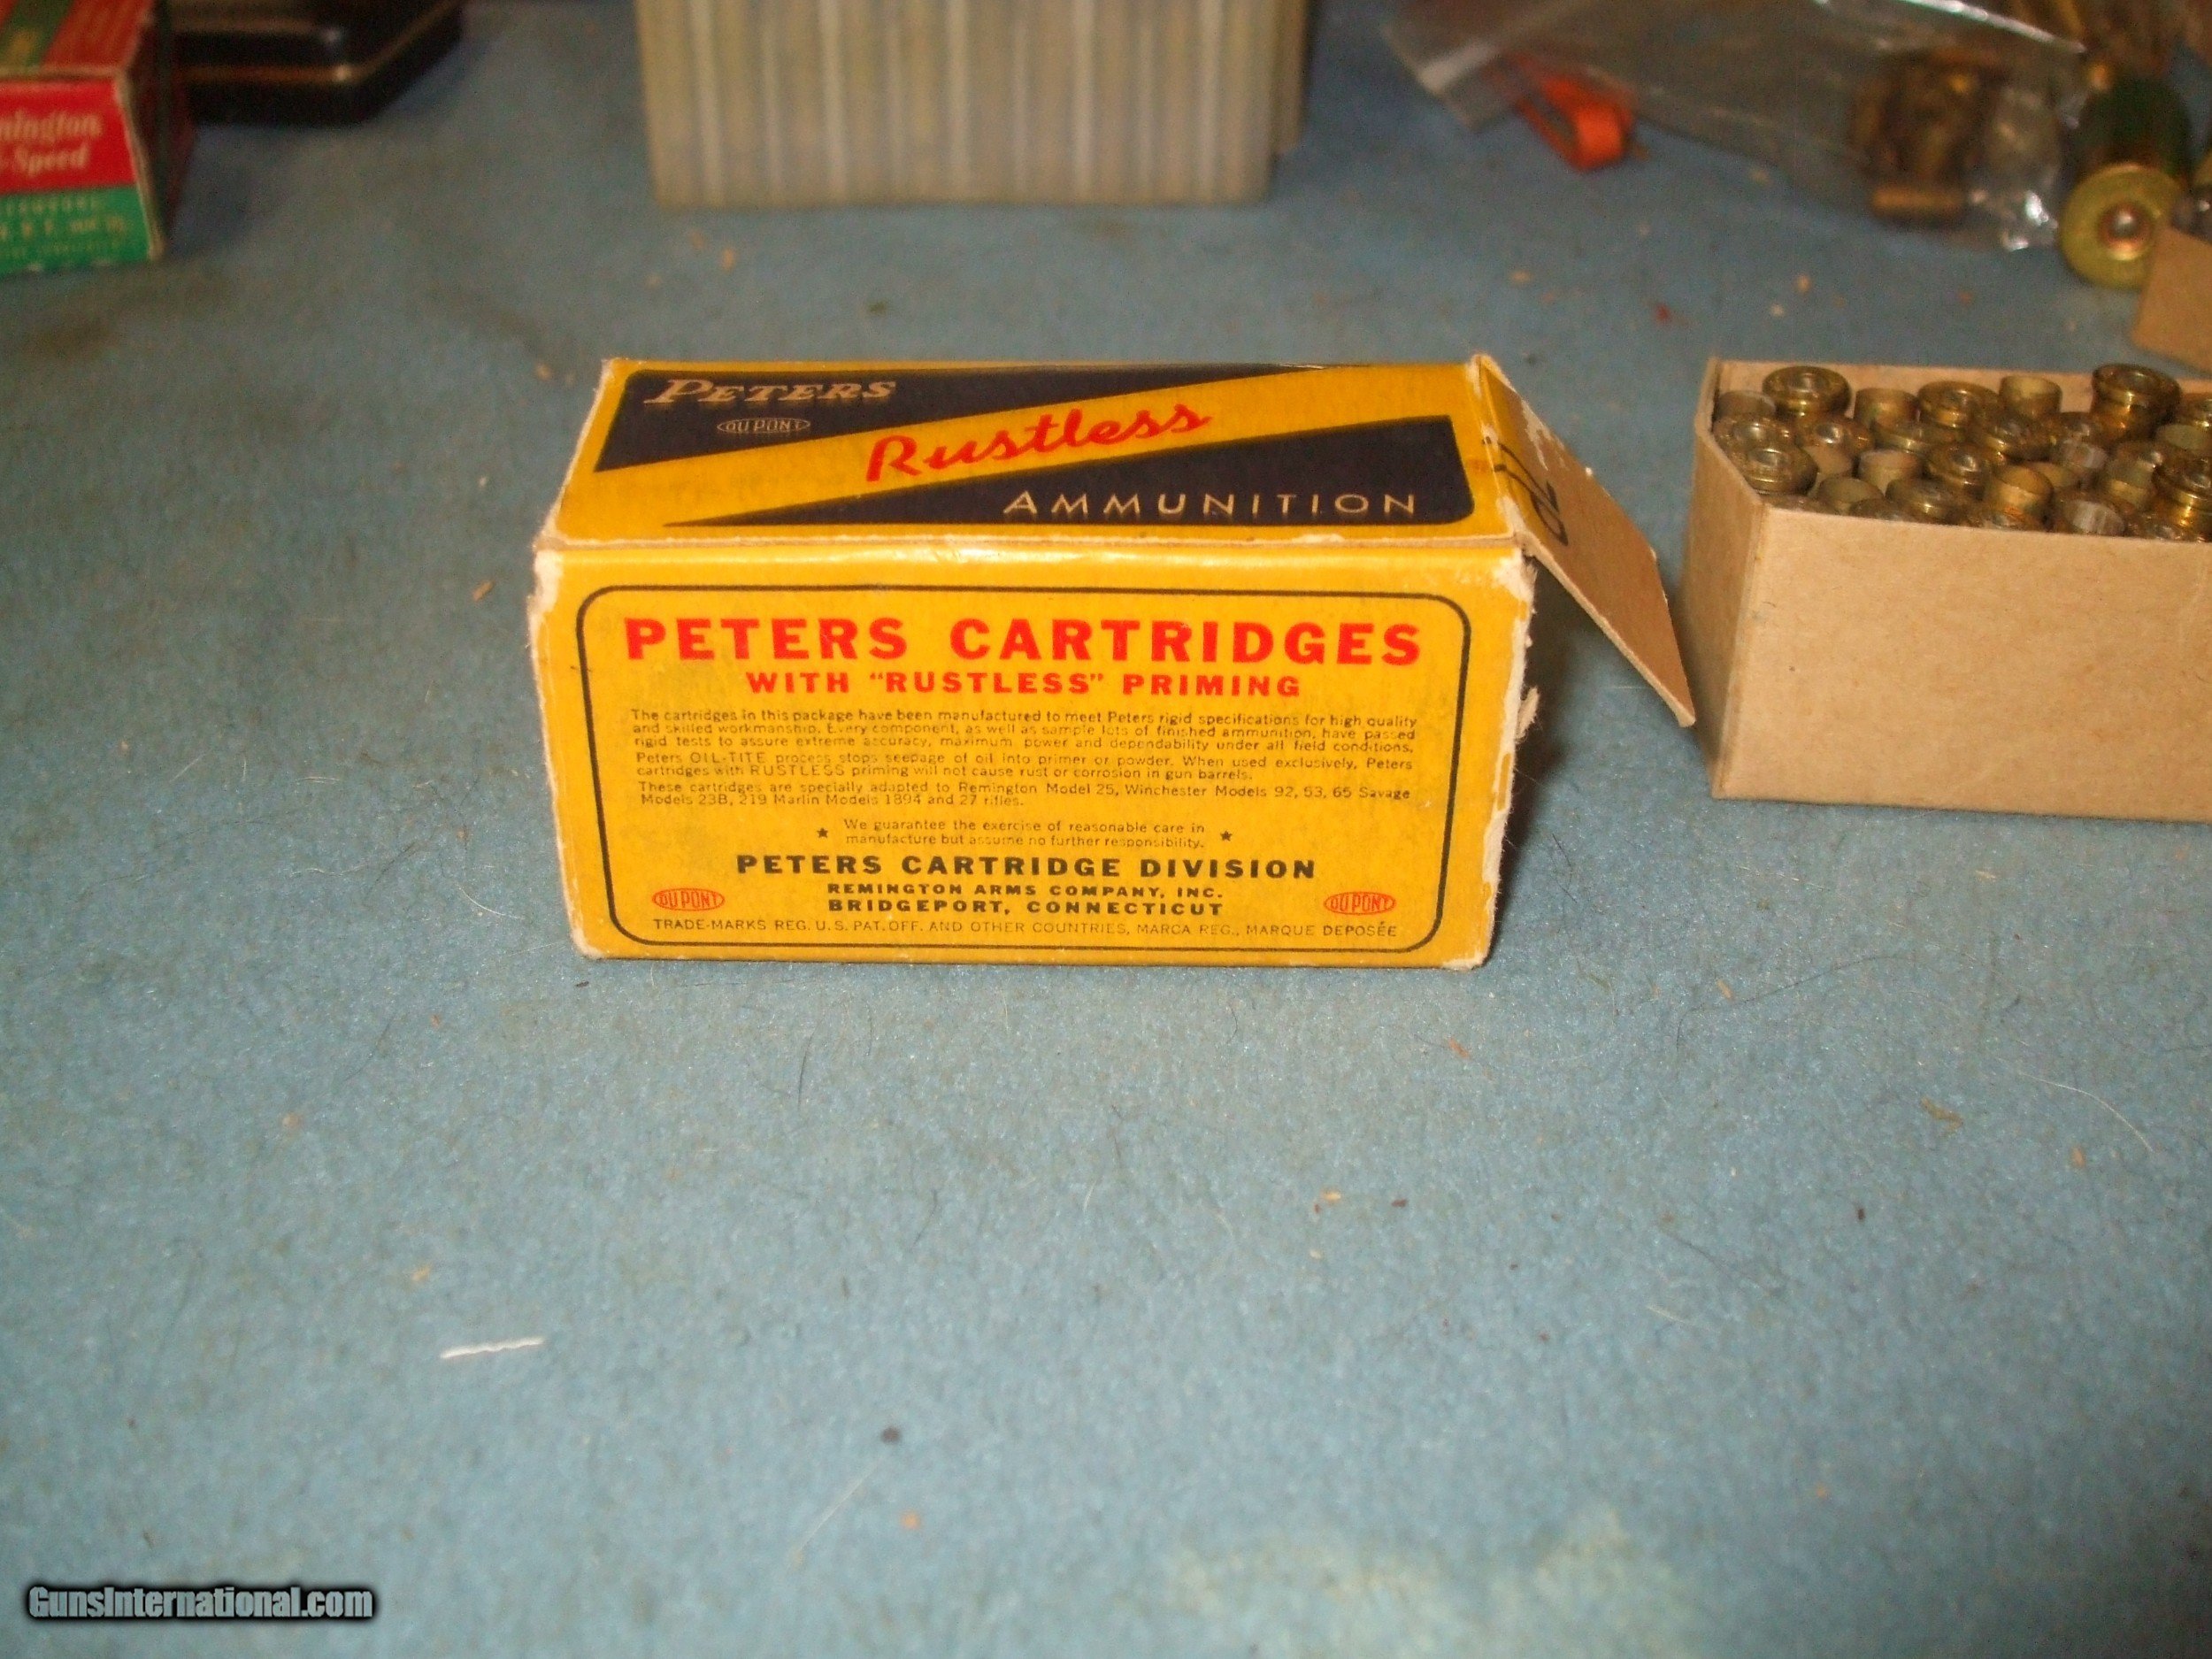 mington
-Speed
PETERS
DU PONT
Rustless
AMMUNITION
PETERS CARTRIDGES
WITH "RUSTLESS" PRIMING
The cartridges in this package have been manufactured to meet Peters rigid specifications for high quality
and skilled workmanship. Every component, as well as sample lots of finished ammunition, have passed
rigid tests to assure extreme accuracy, maximum power and dependability under all field conditions.
Peters OIL-TITE process stops seepage of oil into primer or powder. When used exclusively, Peters
cartridges with RUSTLESS priming will not cause rust or corrosion in gun barrels.
These cartridges are specially adapted to Remington Model 25, Winchester Models 92, 53, 65 Savage
Models 23B, 219 Marlin Models 1894 and 27 rifles.
★ We guarantee the exercise of reasonable care in ★
manufacture but assume no further responsibility.
PETERS CARTRIDGE DIVISION
REMINGTON ARMS COMPANY, INC.
DU PONT BRIDGEPORT, CONNECTICUT DU PONT
TRADE-MARKS REG. U.S. PAT. OFF. AND OTHER COUNTRIES, MARCA REG., MARQUE DEPOSÉE
GunsInternational.com